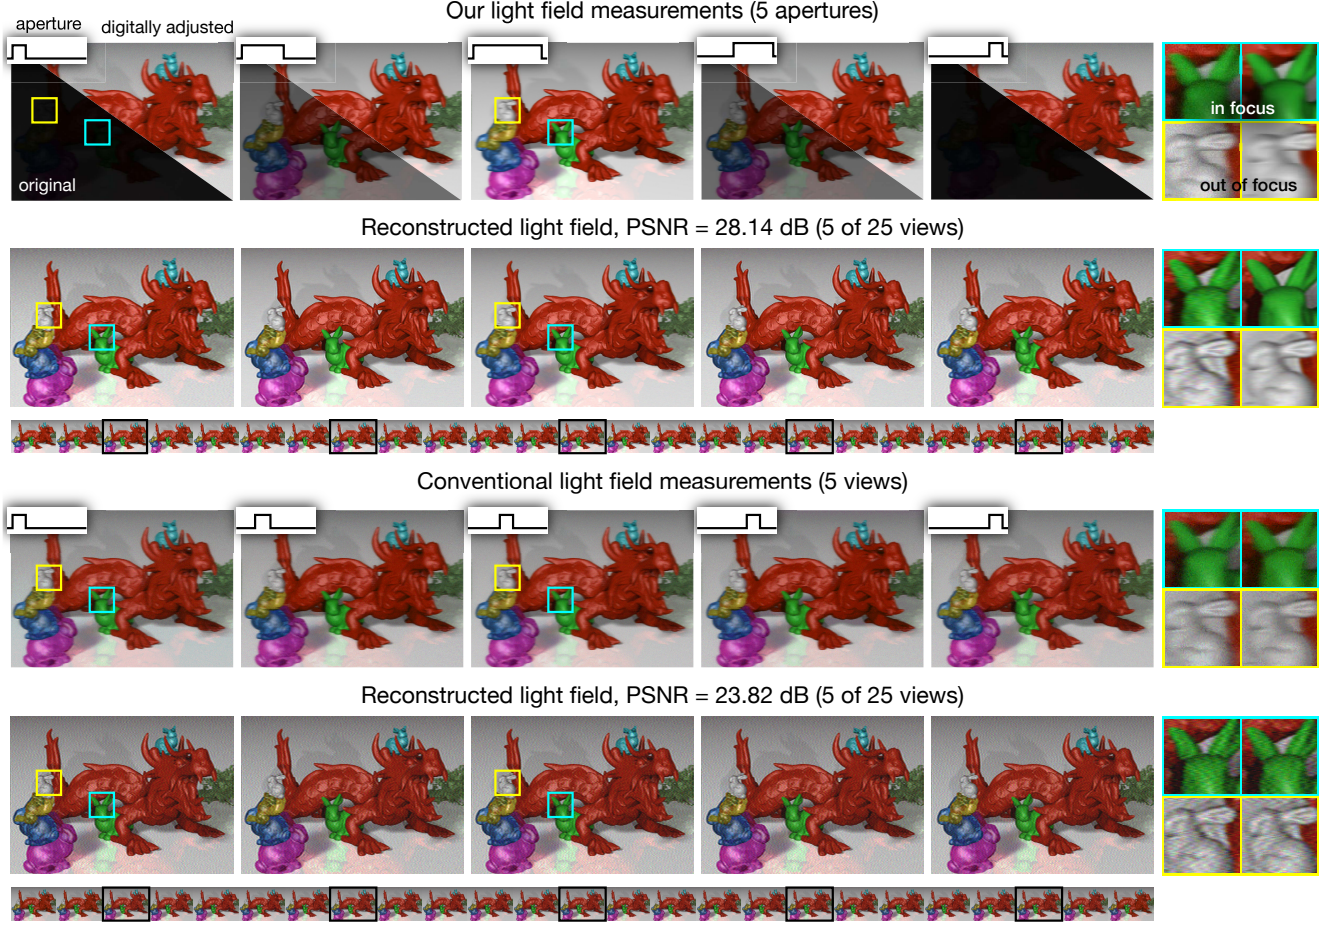 Our light field measurements (5 apertures)
aperture
digitally adjusted
original
in focus
out of focus
Reconstructed light field, PSNR = 28.14 dB (5 of 25 views)
Conventional light field measurements (5 views)
Reconstructed light field, PSNR = 23.82 dB (5 of 25 views)